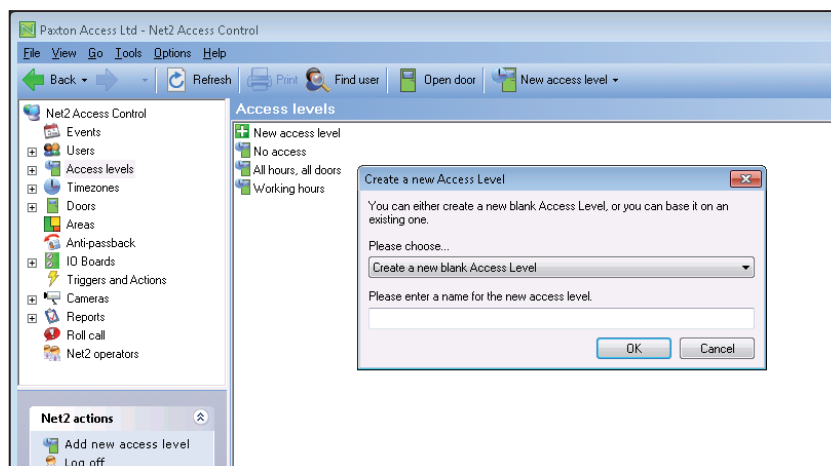 Paxton Access Ltd - Net2 Access Control
File View Go Tools Options Help
Back Refresh Print Find user Open door New access level
Net2 Access Control
Events
Users
Access levels
Timezones
Doors
Areas
Anti-passback
IO Boards
Triggers and Actions
Cameras
Reports
Roll call
Net2 operators
Net2 actions
Add new access level
Log off
Access levels
New access level
No access
All hours, all doors
Working hours
Create a new Access Level
You can either create a new blank Access Level, or you can base it on an
existing one.
Please choose...
Create a new blank Access Level
Please enter a name for the new access level.
OK Cancel